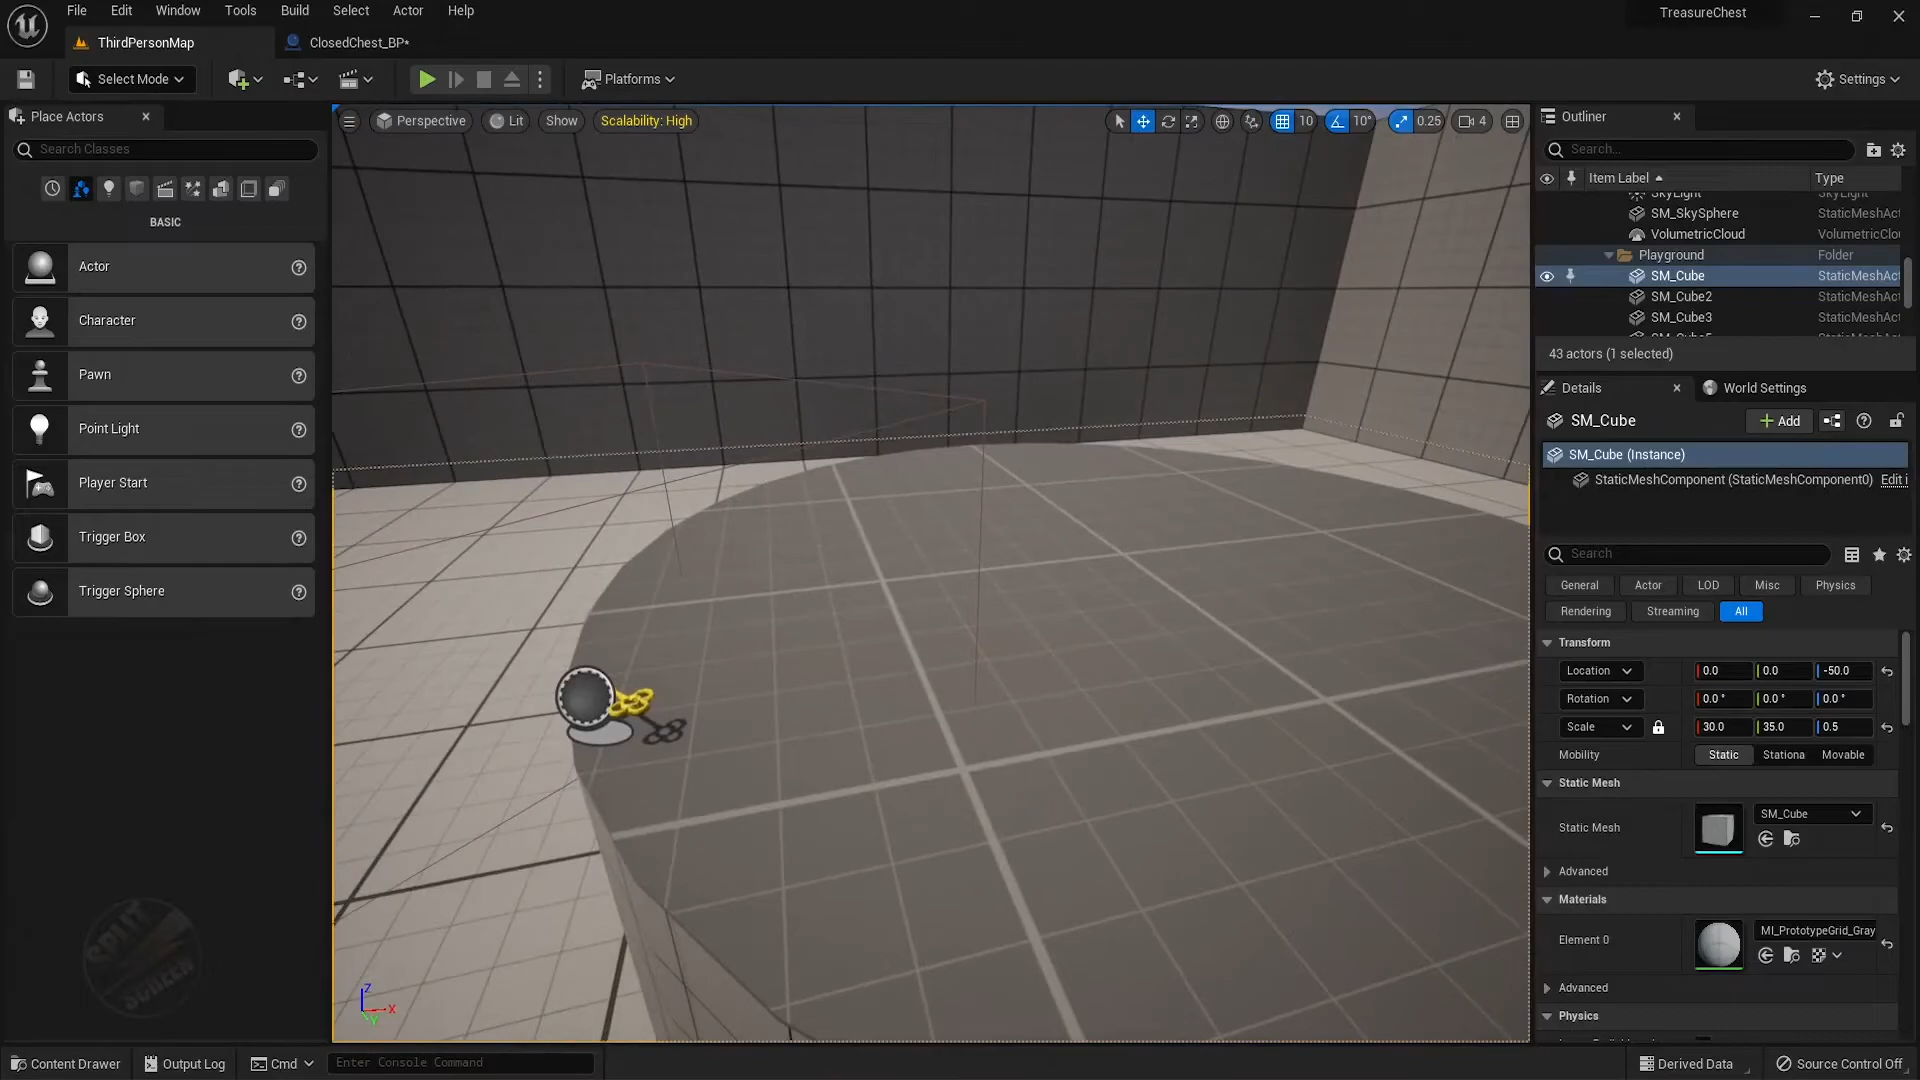 File Edit Window Tools Build Select Actor Help
TreasureChest
ThirdPersonMap
ClosedChest_BP*
Select Mode
Platforms
Settings
Place Actors
Search Classes
BASIC
Actor
Character
Pawn
Point Light
Player Start
Trigger Box
Trigger Sphere
Perspective
Lit
Show
Scalability: High
10
10°
0.25
4
Z
X
Y
Outliner
Search...
Item Label
Type
SkyLight SkyLight
SM_SkySphere StaticMeshAct
VolumetricCloud VolumetricClou
Playground Folder
SM_Cube StaticMeshAct
SM_Cube2 StaticMeshAct
SM_Cube3 StaticMeshAct
43 actors (1 selected)
Details
World Settings
SM_Cube
Add
SM_Cube (Instance)
StaticMeshComponent (StaticMeshComponent0) Edit i
Search
General Actor LOD Misc Physics
Rendering Streaming All
Transform
Location 0.0 0.0 -50.0
Rotation 0.0° 0.0° 0.0°
Scale 30.0 35.0 0.5
Mobility Static Stationa Movable
Static Mesh
Static Mesh SM_Cube
Advanced
Materials
Element 0 MI_PrototypeGrid_Gray
Advanced
Physics
SPLIT
SCREEN
Content Drawer
Output Log
Cmd
Enter Console Command
Derived Data
Source Control Off